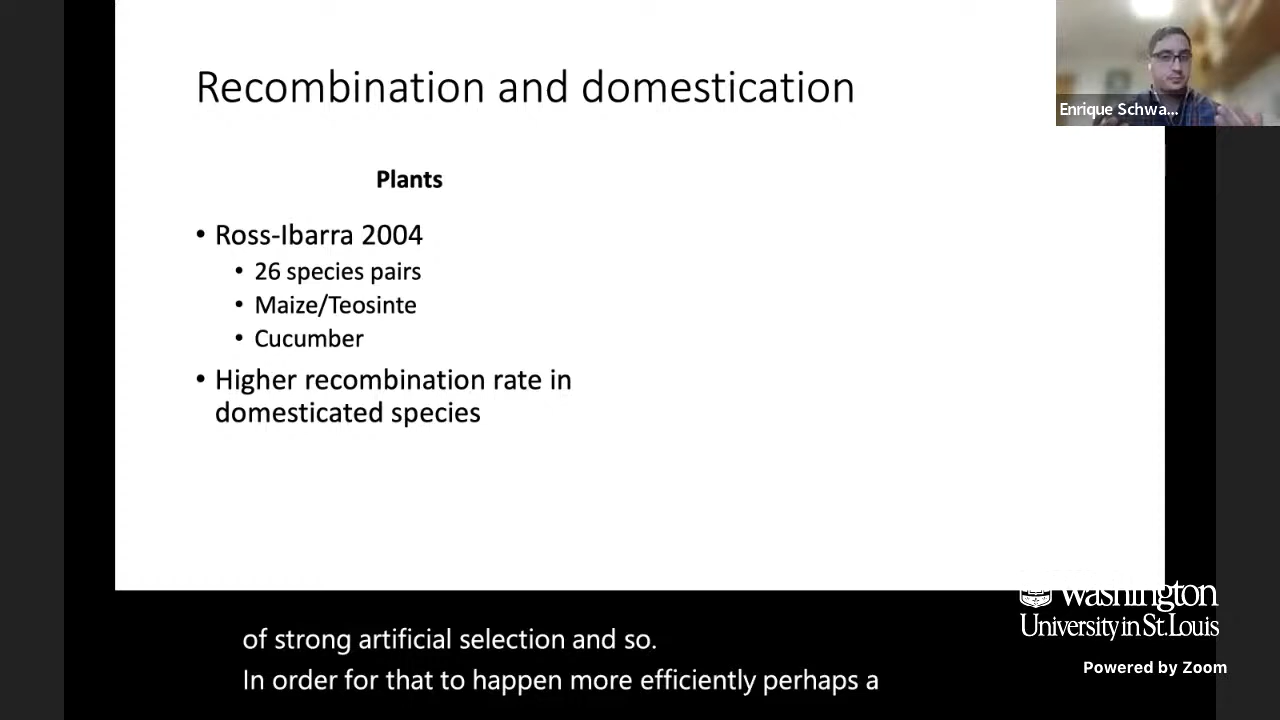 Recombination and domestication
Enrique Schwa...
Plants
• Ross-Ibarra 2004
• 26 species pairs
• Maize/Teosinte
• Cucumber
• Higher recombination rate in
domesticated species
Washington
University in St. Louis
Powered by Zoom
of strong artificial selection and so.
In order for that to happen more efficiently perhaps a